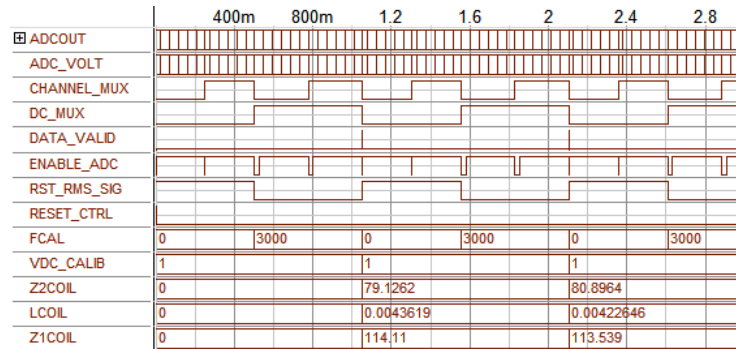 400m 800m 1.2 1.6 2 2.4 2.8
ADCOUT
ADC_VOLT
CHANNEL_MUX
DC_MUX
DATA_VALID
ENABLE_ADC
RST_RMS_SIG
RESET_CTRL
FCAL 0 3000 0 3000 0 3000
VDC_CALIB 1 1 1
Z2COIL 0 79.1262 80.8964
LCOIL 0 0.0043619 0.00422646
Z1COIL 0 114.11 113.539